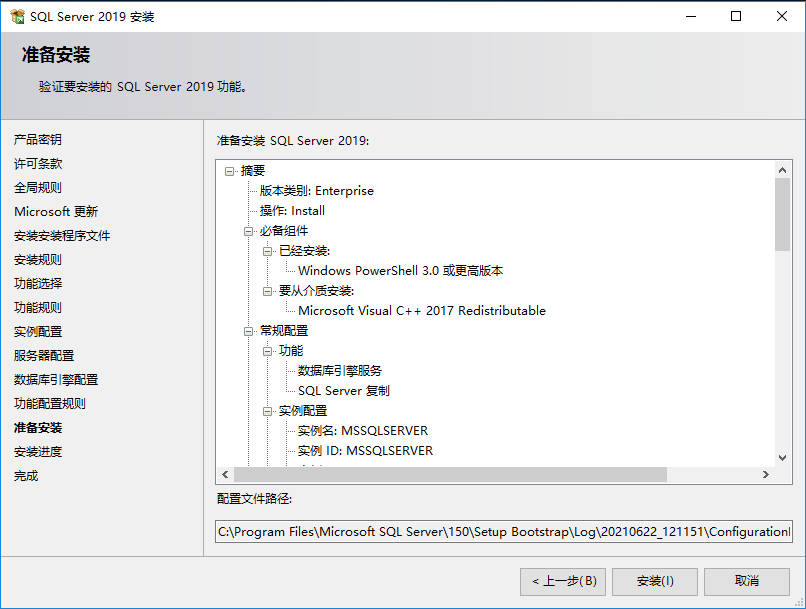 SQL Server 2019 安装
准备安装
验证要安装的 SQL Server 2019 功能。
产品密钥
许可条款
全局规则
Microsoft 更新
安装安装程序文件
安装规则
功能选择
功能规则
实例配置
服务器配置
数据库引擎配置
功能配置规则
准备安装
安装进度
完成
准备安装 SQL Server 2019:
摘要
版本类别: Enterprise
操作: Install
必备组件
已经安装:
Windows PowerShell 3.0 或更高版本
要从介质安装:
Microsoft Visual C++ 2017 Redistributable
常规配置
功能
数据库引擎服务
SQL Server 复制
实例配置
实例名: MSSQLSERVER
实例 ID: MSSQLSERVER
配置文件路径:
C:\Program Files\Microsoft SQL Server\150\Setup Bootstrap\Log\20210622_121151\Configuration
< 上一步(B)
安装(I)
取消